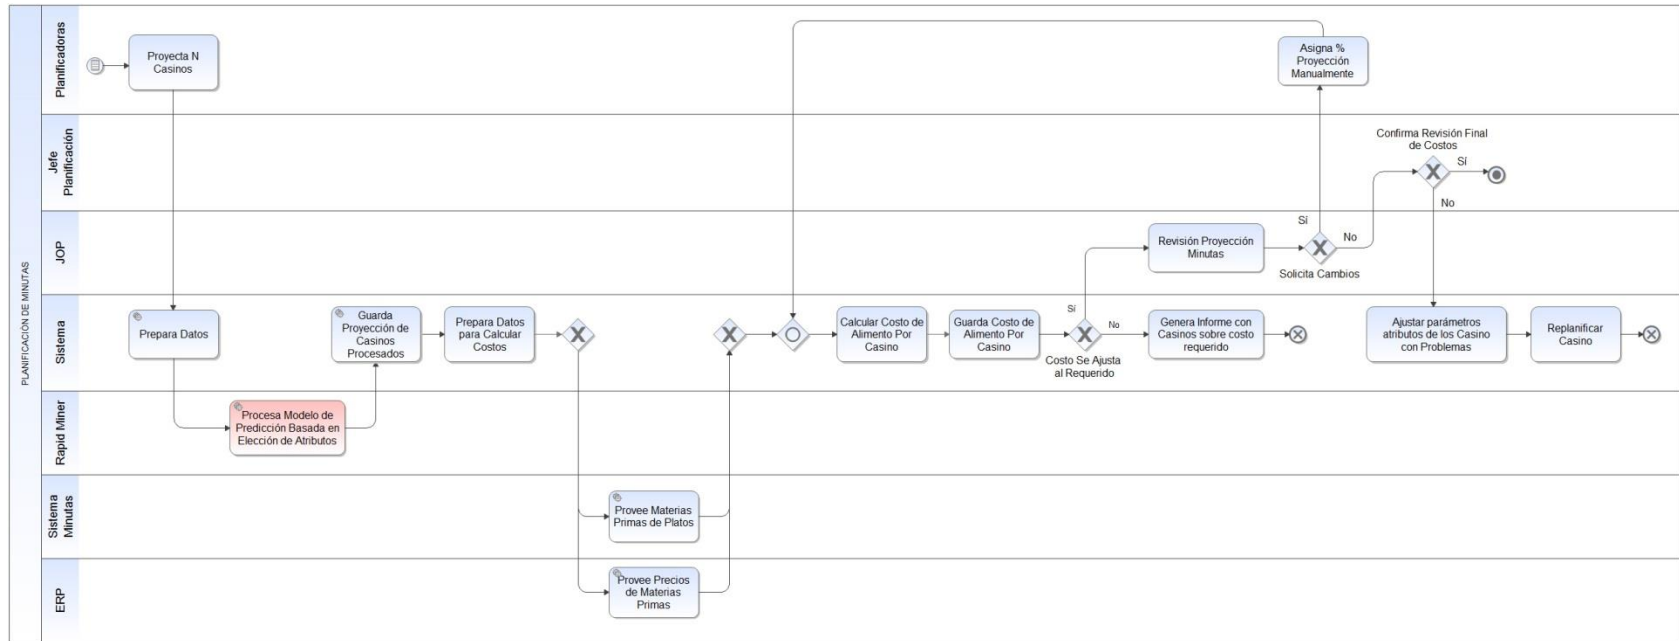 PLANIFICACIÓN DE MINUTAS
Planificadoras
Proyecta N
Casinos
Asigna %
Proyección
Manualmente
Jefe
Planificación
Confirma Revisión Final
de Costos
Sí
No
JOP
Revisión Proyección
Minutas
Sí
No
Solicita Cambios
Sistema
Prepara Datos
Guarda
Proyección de
Casinos
Procesados
Prepara Datos
para Calcular
Costos
Calcular Costo de
Alimento Por
Casino
Guarda Costo de
Alimento Por
Casino
Sí
No
Costo Se Ajusta
al Requerido
Genera Informe con
Casinos sobre costo
requerido
Ajustar parámetros
atributos de los Casino
con Problemas
Replanificar
Casino
Rapid Miner
Procesa Modelo de
Predicción Basada en
Elección de Atributos
Sistema
Minutas
Provee Materias
Primas de Platos
ERP
Provee Precios
de Materias
Primas